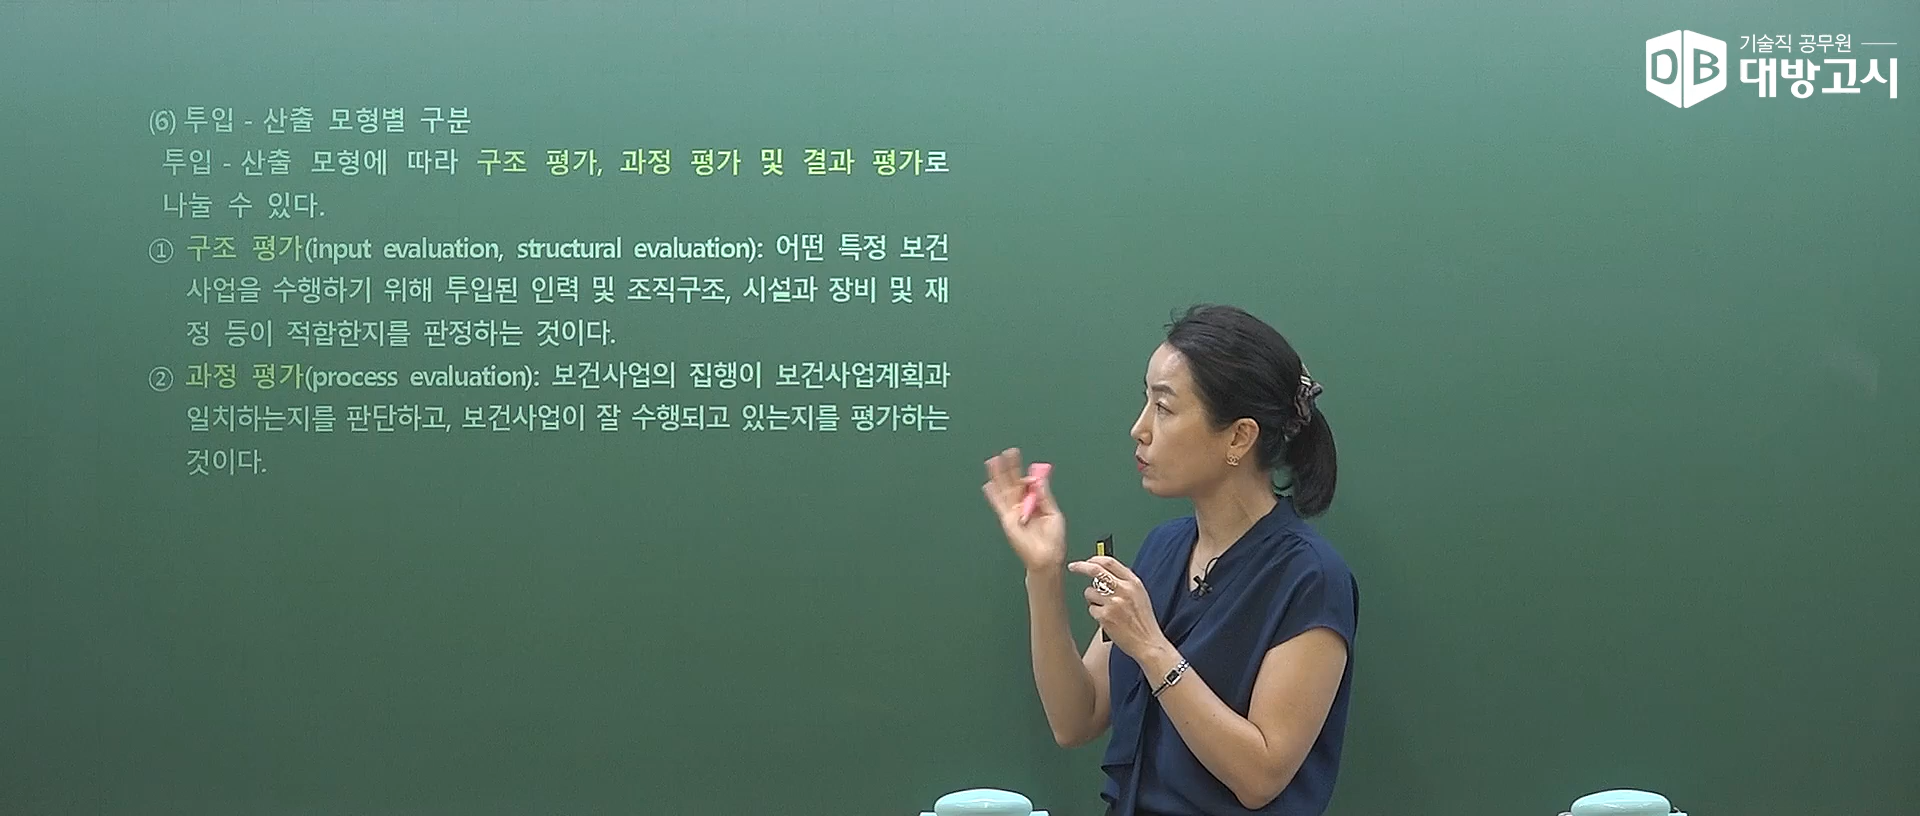 기술직 공무원
DB 대방고시
(6) 투입 - 산출 모형별 구분
투입 - 산출 모형에 따라 구조 평가, 과정 평가 및 결과 평가로
나눌 수 있다.
① 구조 평가(input evaluation, structural evaluation): 어떤 특정 보건
사업을 수행하기 위해 투입된 인력 및 조직구조, 시설과 장비 및 재
정 등이 적합한지를 판정하는 것이다.
② 과정 평가(process evaluation): 보건사업의 집행이 보건사업계획과
일치하는지를 판단하고, 보건사업이 잘 수행되고 있는지를 평가하는
것이다.